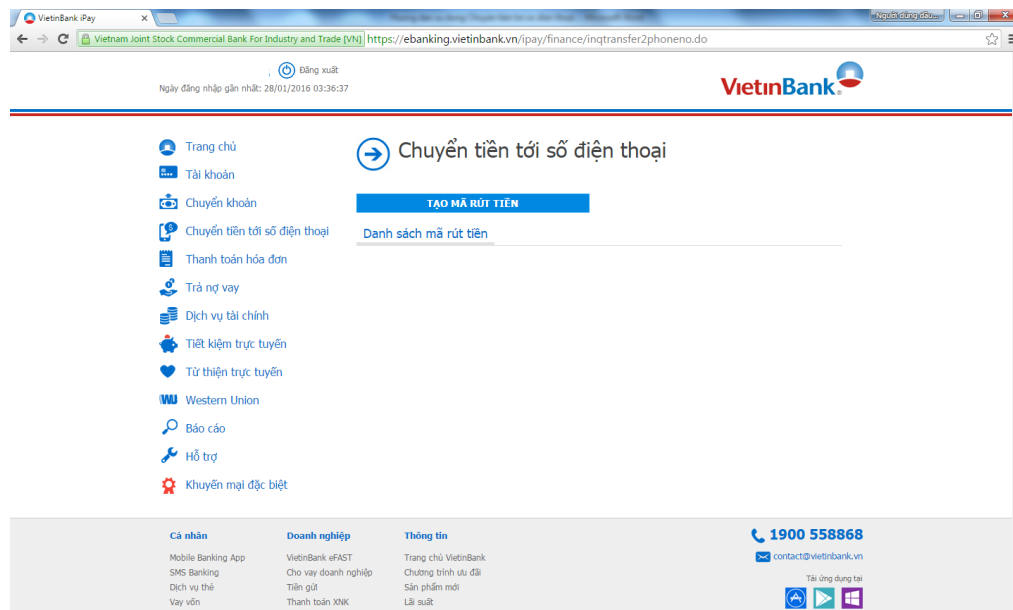 VietinBank iPay
Người dùng đầu...
Vietnam Joint Stock Commercial Bank For Industry and Trade [VN]
https://ebanking.vietinbank.vn/ipay/finance/inqtransfer2phoneno.do
Đăng xuất
Ngày đăng nhập gần nhất: 28/01/2016 03:36:37
VietinBank
Trang chủ
Tài khoản
Chuyển khoản
Chuyển tiền tới số điện thoại
Thanh toán hóa đơn
Trả nợ vay
Dịch vụ tài chính
Tiết kiệm trực tuyến
Từ thiện trực tuyến
WU Western Union
Báo cáo
Hỗ trợ
Khuyến mại đặc biệt
Chuyển tiền tới số điện thoại
TẠO MÃ RÚT TIỀN
Danh sách mã rút tiền
Cá nhân
Mobile Banking App
SMS Banking
Dịch vụ thẻ
Vay vốn
Doanh nghiệp
VietinBank eFAST
Cho vay doanh nghiệp
Tiền gửi
Thanh toán XNK
Thông tin
Trang chủ VietinBank
Chương trình ưu đãi
Sản phẩm mới
Lãi suất
1900 558868
contact@vietinbank.vn
Tải ứng dụng tại